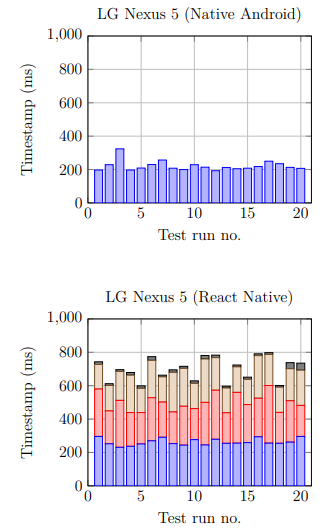 LG Nexus 5 (Native Android)
1,000
800
600
400
200
0
Timestamp (ms)
0 5 10 15 20
Test run no.
LG Nexus 5 (React Native)
1,000
800
600
400
200
0
Timestamp (ms)
0 5 10 15 20
Test run no.